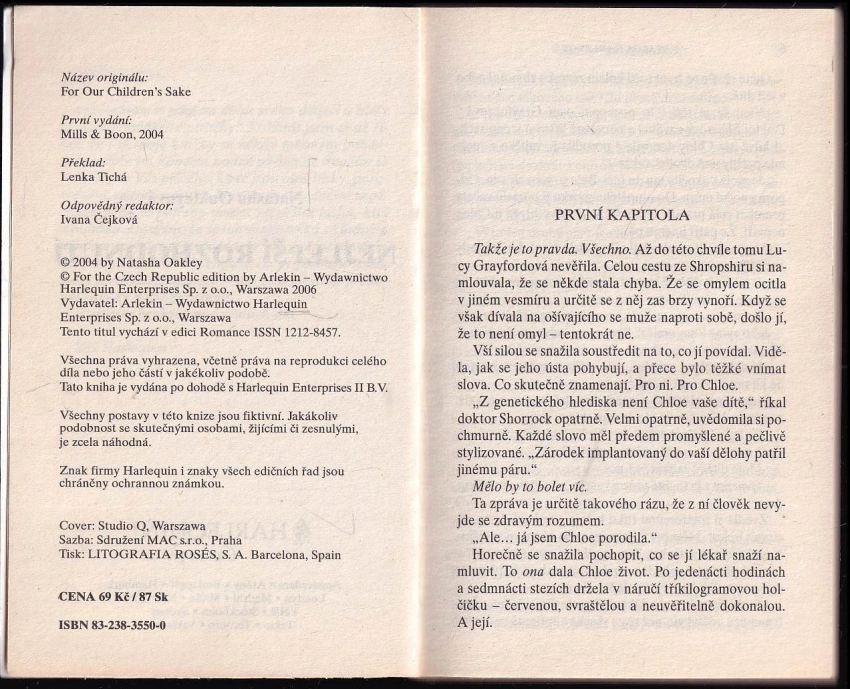 Název originálu:
For Our Children's Sake
První vydání:
Mills & Boon, 2004
Překlad:
Lenka Tichá
Odpovědný redaktor:
Ivana Čejková
© 2004 by Natasha Oakley
© For the Czech Republic edition by Arlekin – Wydawnictwo
Harlequin Enterprises Sp. z o.o., Warszawa 2006
Vydavatel: Arlekin – Wydawnictwo Harlequin
Enterprises Sp. z o.o., Warszawa
Tento titul vychází v edici Romance ISSN 1212-8457.
Všechna práva vyhrazena, včetně práva na reprodukci celého
díla nebo jeho částí v jakékoliv podobě.
Tato kniha je vydána po dohodě s Harlequin Enterprises II B.V.
Všechny postavy v této knize jsou fiktivní. Jakákoliv
podobnost se skutečnými osobami, žijícími či zesnulými,
je zcela náhodná.
Znak firmy Harlequin i znaky všech edičních řad jsou
chráněny ochrannou známkou.
Cover: Studio Q, Warszawa
Sazba: Sdružení MAC s.r.o., Praha
Tisk: LITOGRAFIA ROSÉS, S. A. Barcelona, Spain
CENA 69 Kč / 87 Sk
ISBN 83-238-3550-0
PRVNÍ KAPITOLA
Takže je to pravda. Všechno. Až do této chvíle tomu Lu-
cy Grayfordová nevěřila. Celou cestu ze Shropshiru si na-
mlouvala, že se někde stala chyba. Že se omylem ocitla
v jiném vesmíru a určitě se z něj zas brzy vynoří. Když se
však dívala na ošívajícího se muže naproti sobě, došlo jí,
že to není omyl – tentokrát ne.
Vší silou se snažila soustředit na to, co jí povídal. Vidě-
la, jak se jeho ústa pohybují, a přece bylo těžké vnímat
slova. Co skutečně znamenají. Pro ni. Pro Chloe.
„Z genetického hlediska není Chloe vaše dítě,“ říkal
doktor Shorrock opatrně. Velmi opatrně, uvědomila si po-
chmurně. Každé slovo měl předem promyšlené a pečlivě
stylizované. „Zárodek implantovaný do vaší dělohy patřil
jinému páru.“
Mělo by to bolet víc.
Ta zpráva je určitě takového rázu, že z ní člověk nevy-
jde se zdravým rozumem.
„Ale... já jsem Chloe porodila.“
Horečně se snažila pochopit, co se jí lékař snaží na-
mluvit. To ona dala Chloe život. Po jedenácti hodinách
a sedmnácti stezích držela v náručí tříkilogramovou hol-
čičku – červenou, svraštělou a neuvěřitelně dokonalou.
A její.